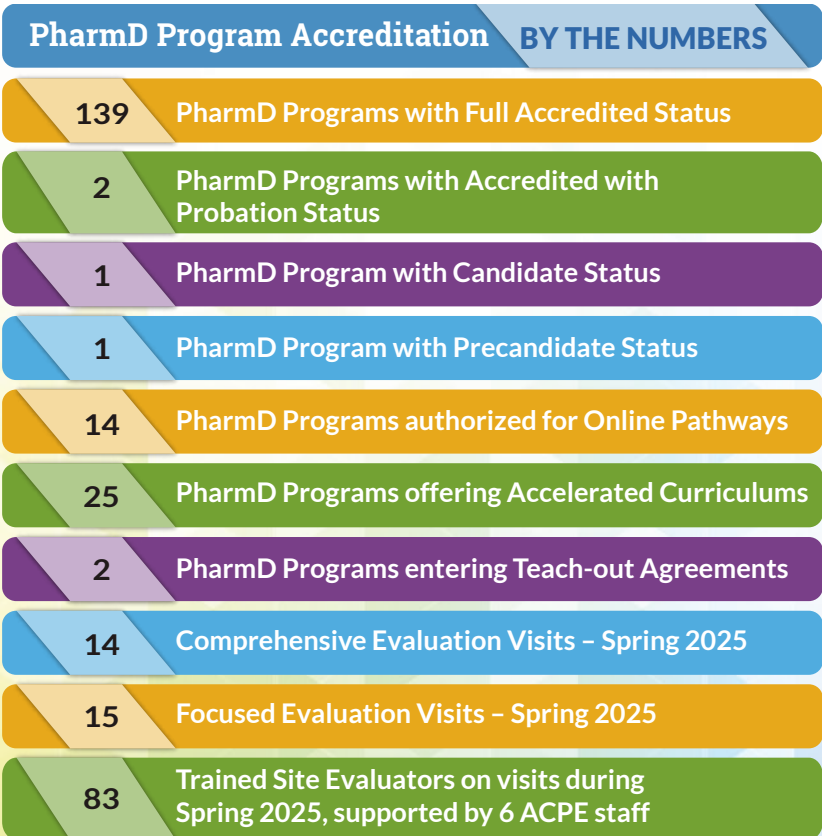 PharmD Program Accreditation BY THE NUMBERS
139 PharmD Programs with Full Accredited Status
2 PharmD Programs with Accredited with
Probation Status
1 PharmD Program with Candidate Status
1 PharmD Program with Precandidate Status
14 PharmD Programs authorized for Online Pathways
25 PharmD Programs offering Accelerated Curriculums
2 PharmD Programs entering Teach-out Agreements
14 Comprehensive Evaluation Visits – Spring 2025
15 Focused Evaluation Visits – Spring 2025
83 Trained Site Evaluators on visits during
Spring 2025, supported by 6 ACPE staff